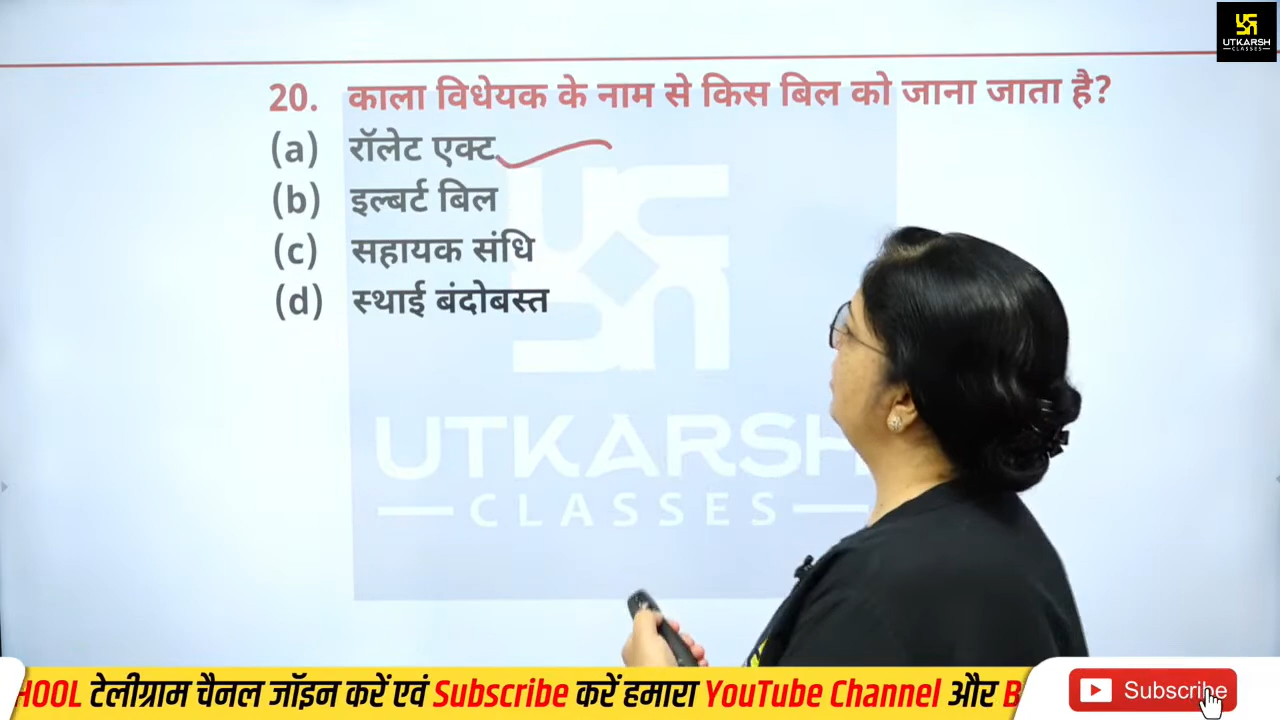 UTKARSH
CLASSES
20. काला विधेयक के नाम से किस बिल को जाना जाता है?
(a) रॉलेट एक्ट
(b) इल्बर्ट बिल
(c) सहायक संधि
(d) स्थाई बंदोबस्त
UTKARSH
CLASSES
HOOL टेलीग्राम चैनल जॉइन करें एवं Subscribe करें हमारा YouTube Channel और B
Subscribe